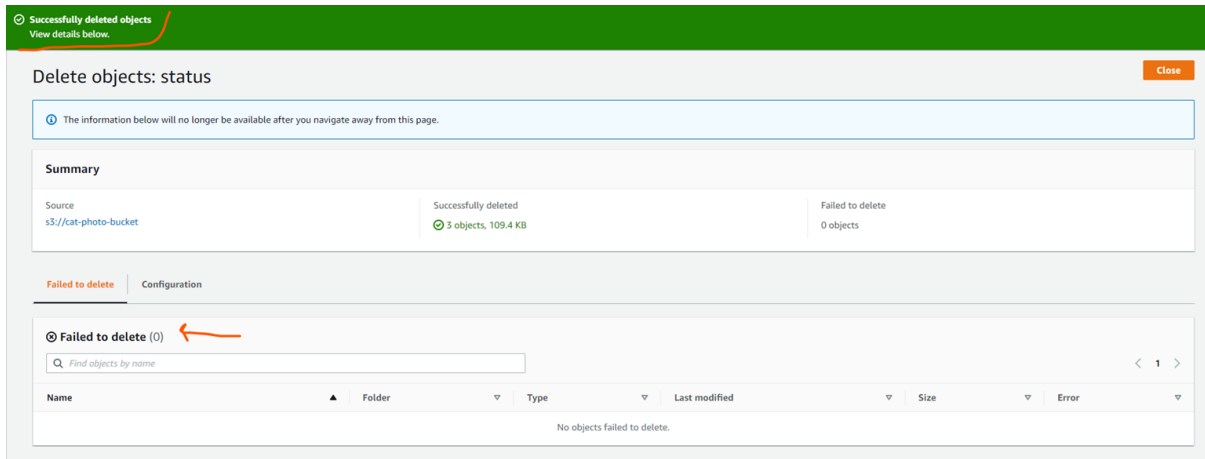 Successfully deleted objects
View details below.
Delete objects: status
Close
The information below will no longer be available after you navigate away from this page.
Summary
Source
s3://cat-photo-bucket
Successfully deleted
3 objects, 109.4 KB
Failed to delete
0 objects
Failed to delete
Configuration
Failed to delete (0)
Find objects by name
1
Name Folder Type Last modified Size Error
No objects failed to delete.